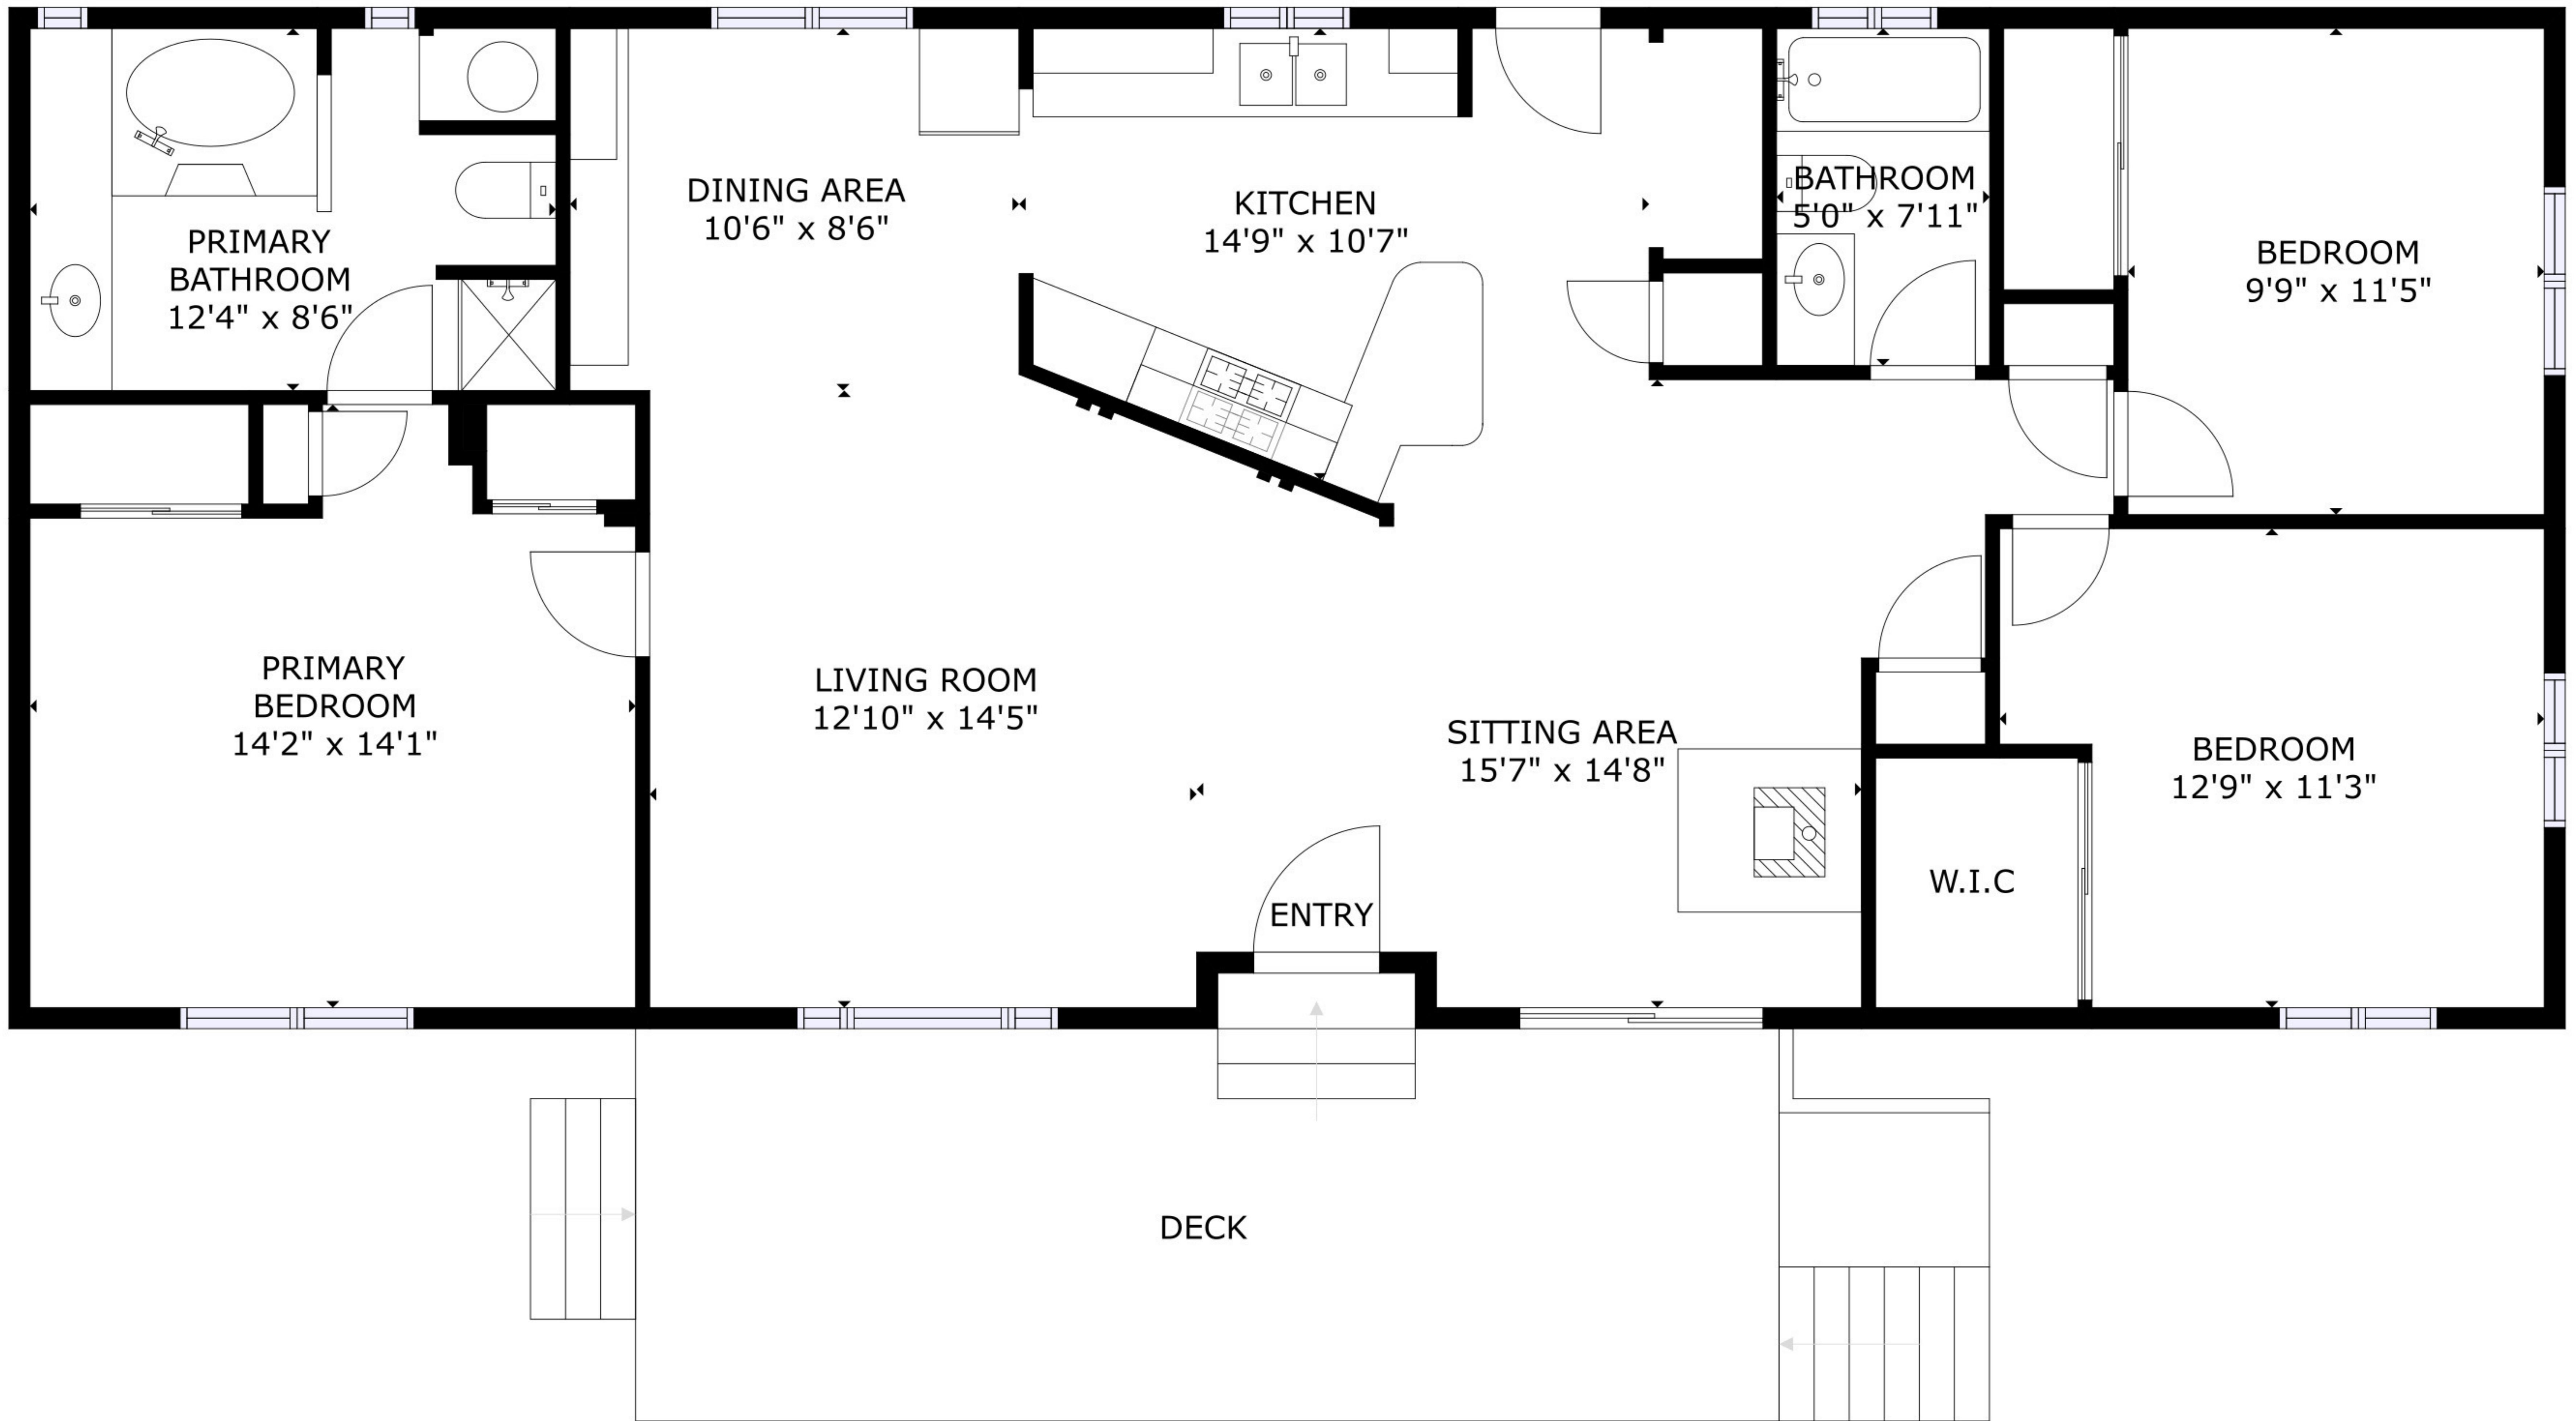 DINING AREA
10'6" x 8'6"
KITCHEN
14'9" x 10'7"
BATHROOM
5'0" x 7'11"
PRIMARY
BATHROOM
12'4" x 8'6"
BEDROOM
9'9" x 11'5"
PRIMARY
BEDROOM
14'2" x 14'1"
LIVING ROOM
12'10" x 14'5"
SITTING AREA
15'7" x 14'8"
BEDROOM
12'9" x 11'3"
W.I.C
ENTRY
DECK